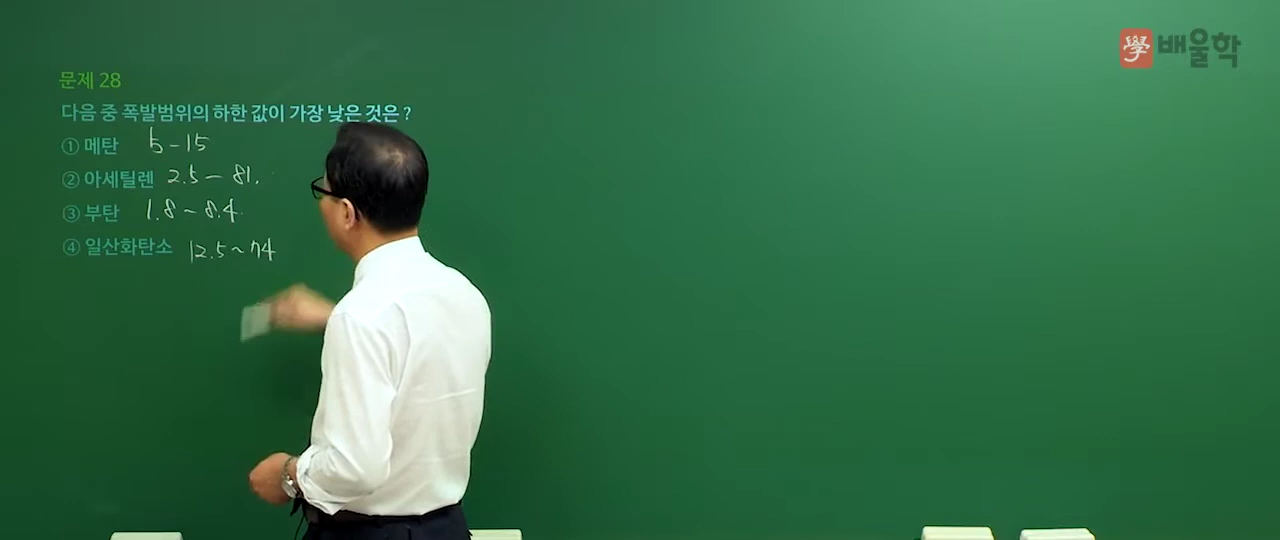 學 배울학
문제 28
다음 중 폭발범위의 하한 값이 가장 낮은 것은 ?
① 메탄 5-15
② 아세틸렌 2.5-81.
③ 부탄 1.8~8.4.
④ 일산화탄소 12.5~74